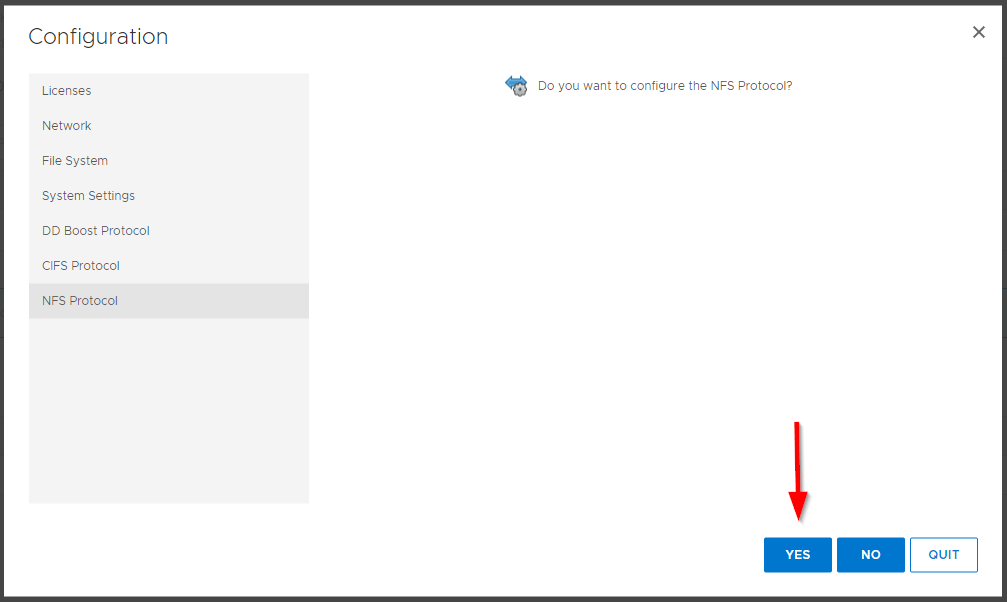 Configuration
Licenses
Network
File System
System Settings
DD Boost Protocol
CIFS Protocol
NFS Protocol
Do you want to configure the NFS Protocol?
YES
NO
QUIT